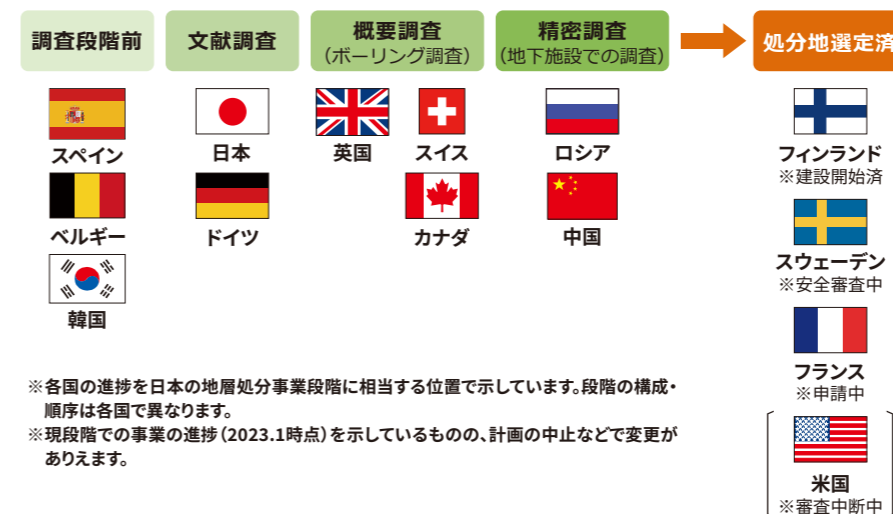 調査段階前
文献調査
概要調査
（ボーリング調査）
精密調査
（地下施設での調査）
処分地選定済
スペイン
日本
英国
スイス
ロシア
フィンランド
※建設開始済
ベルギー
ドイツ
カナダ
中国
スウェーデン
※安全審査中
韓国
フランス
※申請中
米国
※審査中断中
※各国の進捗を日本の地層処分事業段階に相当する位置で示しています。段階の構成・
順序は各国で異なります。
※現段階での事業の進捗（2023.1時点）を示しているものの、計画の中止などで変更が
ありえます。